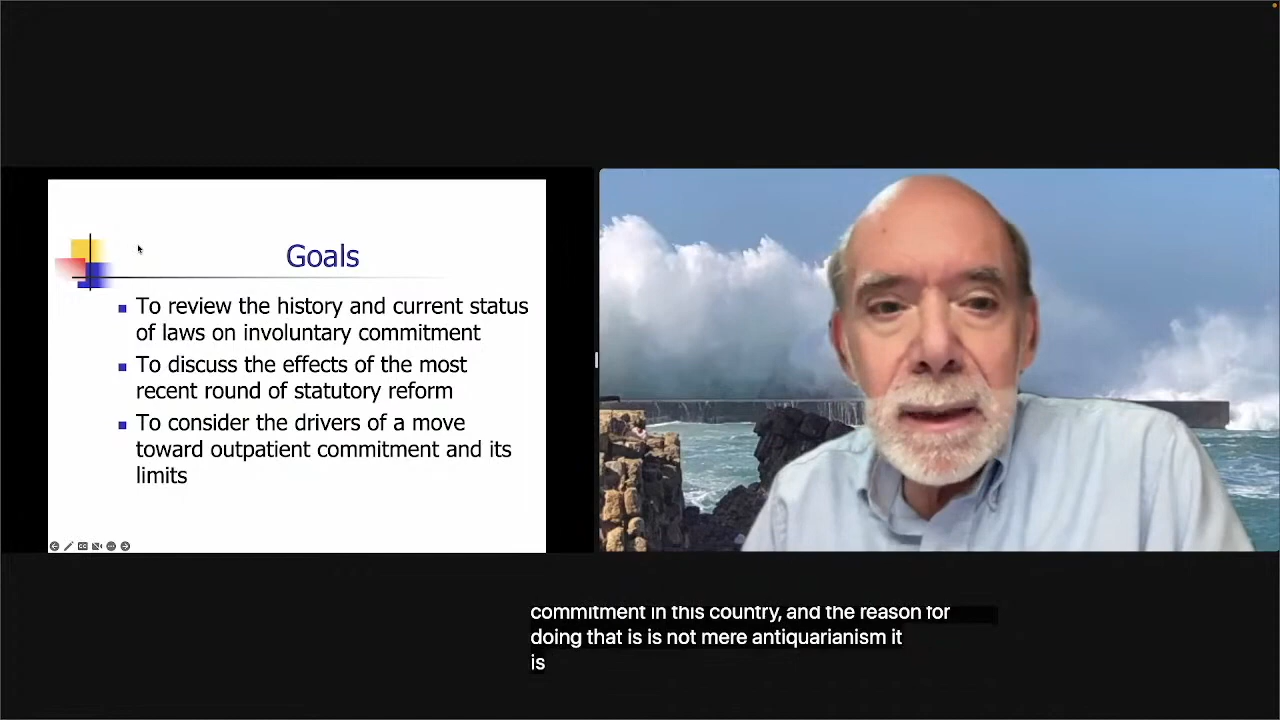 Goals
To review the history and current status
of laws on involuntary commitment
To discuss the effects of the most
recent round of statutory reform
To consider the drivers of a move
toward outpatient commitment and its
limits
commitment in this country, and the reason for
doing that is is not mere antiquarianism it
is